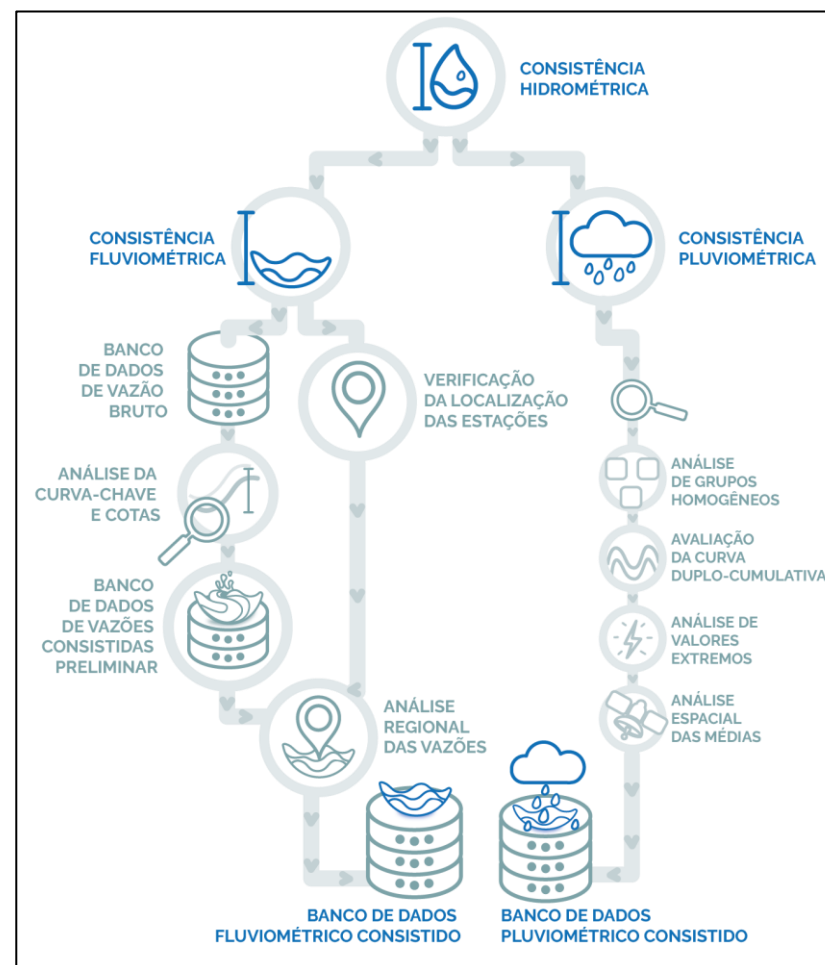 CONSISTÊNCIA
HIDROMÉTRICA
CONSISTÊNCIA
FLUVIOMÉTRICA
CONSISTÊNCIA
PLUVIOMÉTRICA
BANCO
DE DADOS
DE VAZÃO
BRUTO
VERIFICAÇÃO
DA LOCALIZAÇÃO
DAS ESTAÇÕES
ANÁLISE DA
CURVA-CHAVE
E COTAS
BANCO
DE DADOS
DE VAZÕES
CONSISTIDAS
PRELIMINAR
ANÁLISE
REGIONAL
DAS VAZÕES
ANÁLISE
DE GRUPOS
HOMOGÊNEOS
AVALIAÇÃO
DA CURVA
DUPLO-CUMULATIVA
ANÁLISE DE
VALORES
EXTREMOS
ANÁLISE
ESPACIAL
DAS MÉDIAS
BANCO DE DADOS
FLUVIOMÉTRICO CONSISTIDO
BANCO DE DADOS
PLUVIOMÉTRICO CONSISTIDO